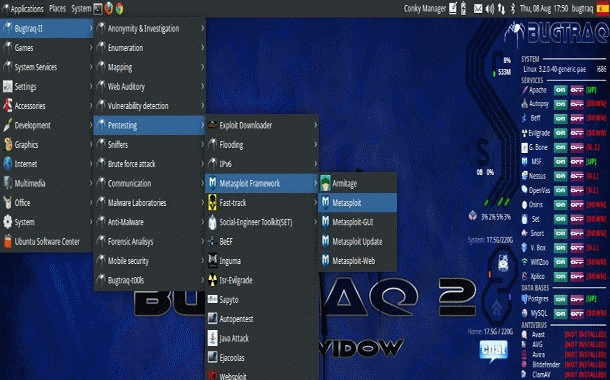 Applications Places System
Conky Manager
Thu, 08 Aug 17:50 bugtraq
Bugtraq-II
Games
System Services
Settings
Accessories
Development
Graphics
Internet
Multimedia
Office
System
Ubuntu Software Center
Anonymity & Investigation
Enumeration
Mapping
Web Auditory
Vulnerability detection
Pentesting
Sniffers
Brute force attack
Communication
Malware Laboratories
Anti-Malware
Forensic Analisys
Mobile security
Bugtraq-t00ls
Exploit Downloader
Flooding
IPv6
Metasploit Framework
Fast-track
Social-Engineer Toolkit(SET)
BeEF
Inguma
Isr-Evilgrade
Sapyto
Autopentest
Java Attack
Ejacoolas
Websploit
Armitage
Metasploit
Metasploit-GUI
Metasploit Update
Metasploit-Web
BUGTRAQ 2
WIDOW
8%
533M
0B 0%
3%2%5%3%
System: 17.5G/220G
Home: 17.5G/220G
chat
BUGTRAQ
SYSTEM
Linux 3.2.0-40-generic-pae i686
SERVICES
Apache ON OFF [UP]
Autopsy ON OFF [DOWN]
Beff ON OFF [DOWN]
Evilgrade ON OFF [DOWN]
G. Bone ON OFF [N.I.]
MSF ON OFF [UP]
Nessus ON OFF [N.I.]
OpenVas ON OFF [N.I.]
Osiris ON OFF [DOWN]
Set ON OFF [DOWN]
Snort ON OFF [DOWN]
V. Box ON OFF [N.I.]
WifiZoo ON OFF [DOWN]
Xplico ON OFF [DOWN]
DATA BASES
Postgres ON OFF [UP]
MySQL ON OFF [DOWN]
ANTIVIRUS
Avast [NOT INSTALLED]
AVG [NOT INSTALLED]
Avira [NOT INSTALLED]
Bitdefender [NOT INSTALLED]
ClamAV [NOT INSTALLED]